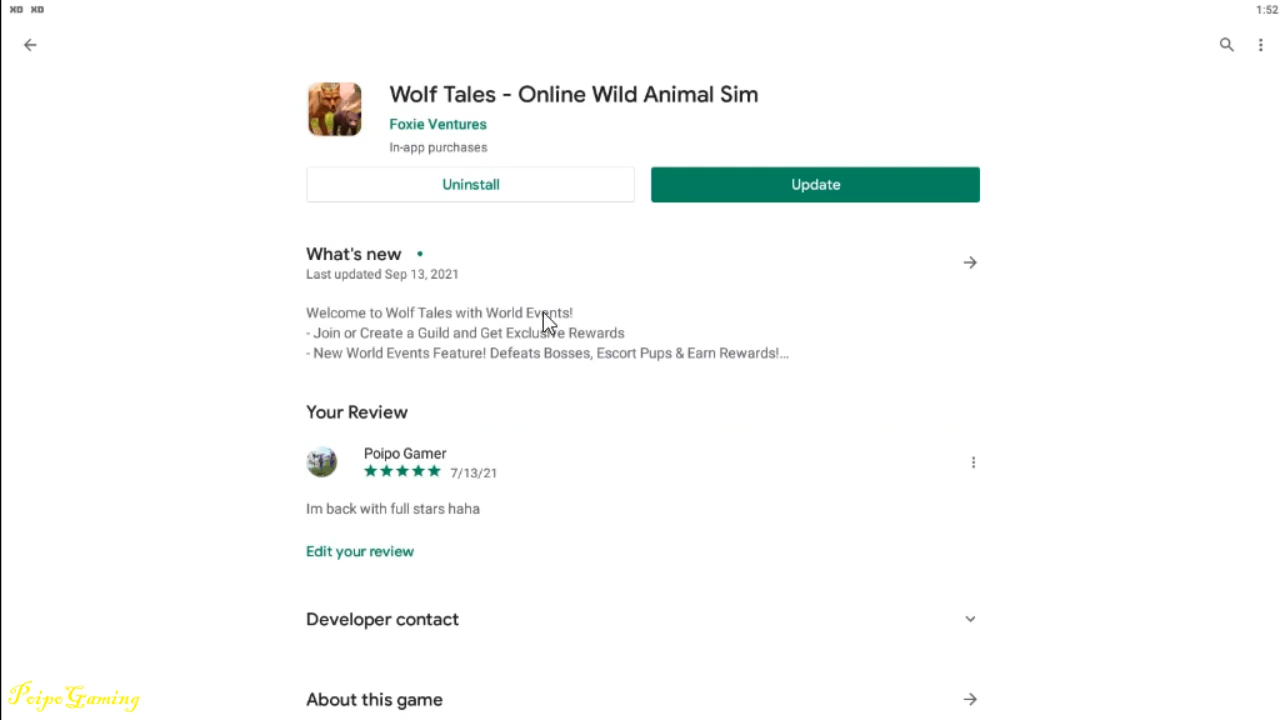 1:52
Wolf Tales - Online Wild Animal Sim
Foxie Ventures
In-app purchases
Uninstall
Update
What's new
Last updated Sep 13, 2021
Welcome to Wolf Tales with World Events!
- Join or Create a Guild and Get Exclusive Rewards
- New World Events Feature! Defeats Bosses, Escort Pups & Earn Rewards!...
Your Review
Poipo Gamer
7/13/21
Im back with full stars haha
Edit your review
Developer contact
About this game
PoipoGaming